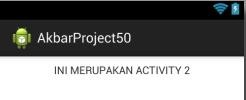 AkbarProject50
INI MERUPAKAN ACTIVITY 2